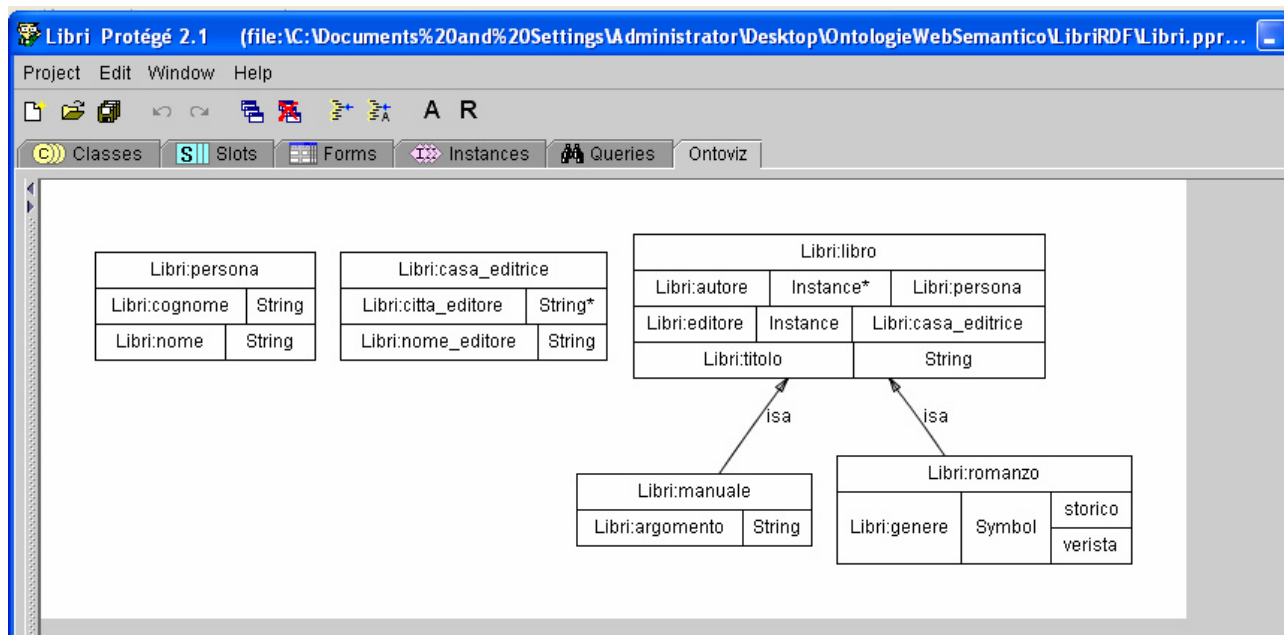 Libri Protégé 2.1 (file:\C:\Documents%20and%20Settings\Administrator\Desktop\OntologieWebSemantico\LibriRDF\Libri.ppr...
Project Edit Window Help
A R
C Classes S Slots Forms I Instances Queries Ontoviz
Libri:persona
Libri:cognome String
Libri:nome String
Libri:casa_editrice
Libri:citta_editore String*
Libri:nome_editore String
Libri:libro
Libri:autore Instance* Libri:persona
Libri:editore Instance Libri:casa_editrice
Libri:titolo String
isa
isa
Libri:manuale
Libri:argomento String
Libri:romanzo
Libri:genere Symbol storico
verista